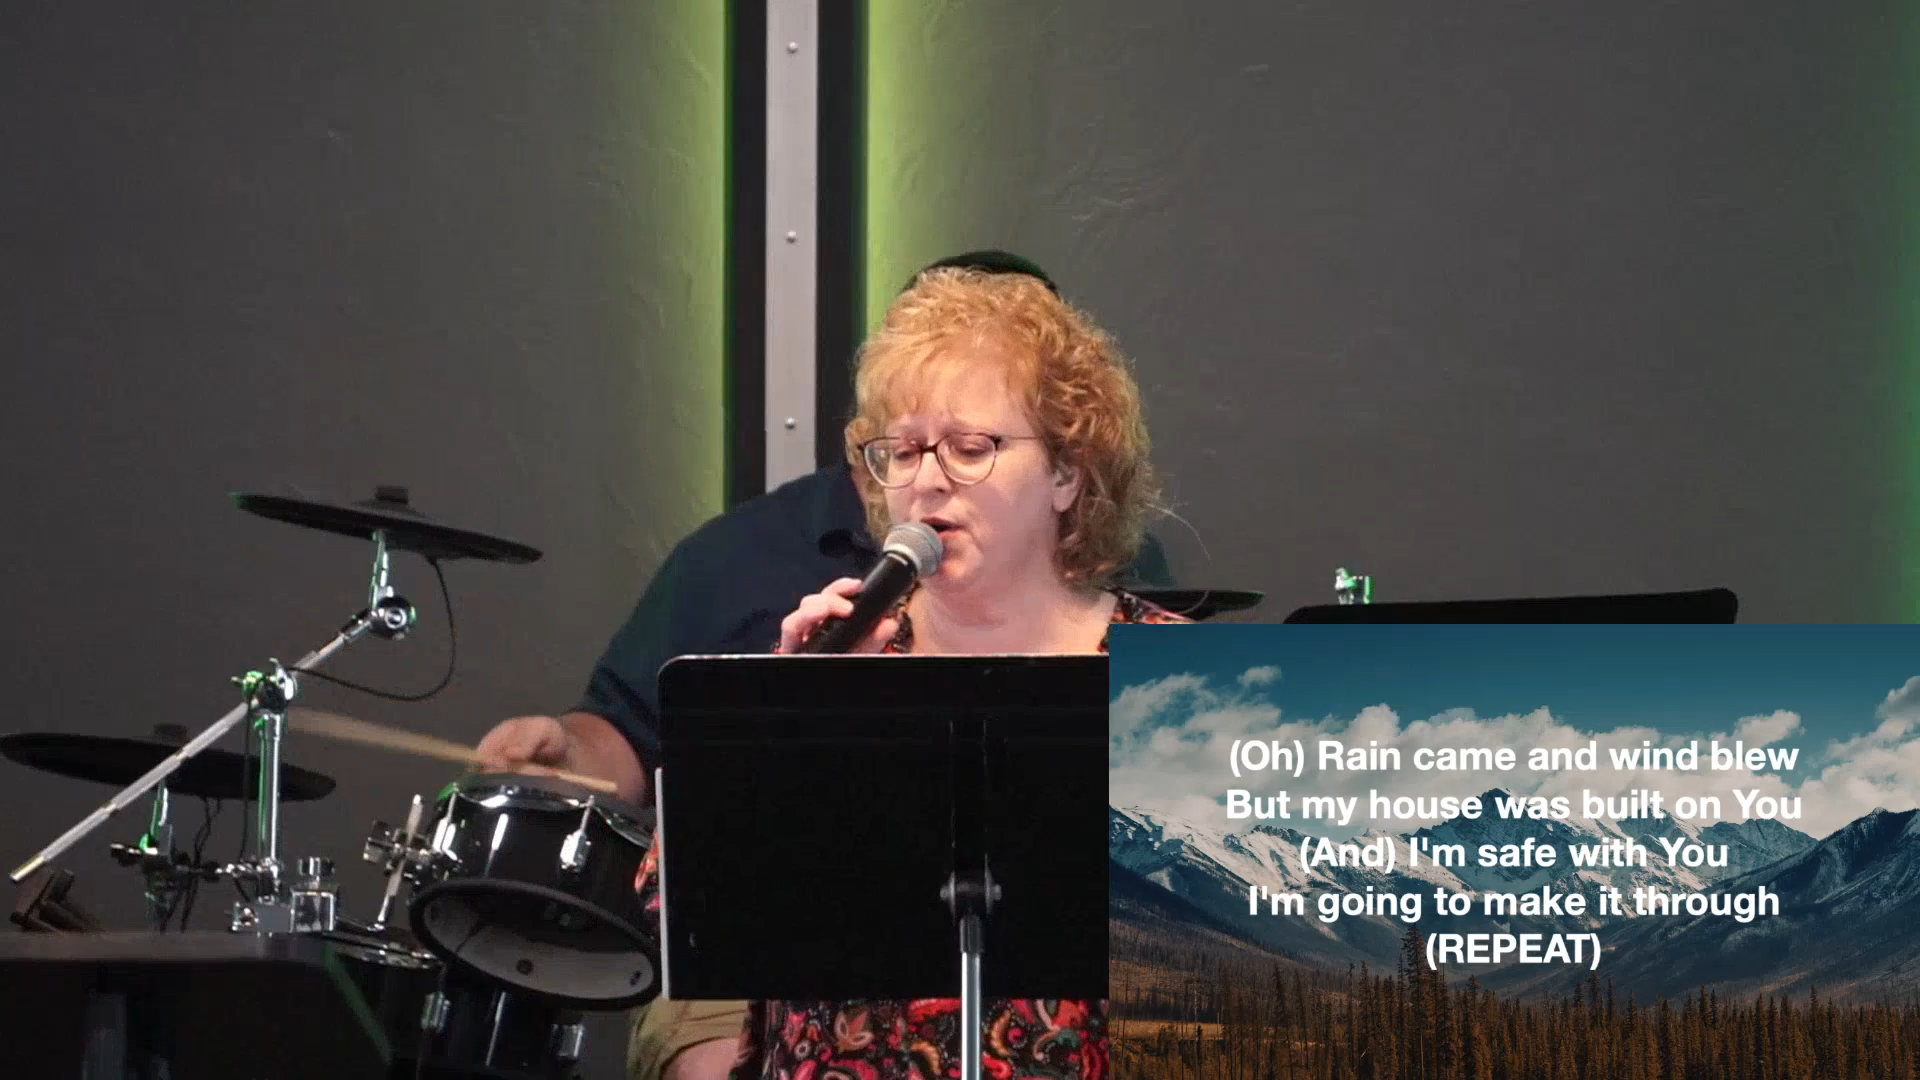 (Oh) Rain came and wind blew
But my house was built on You
(And) I'm safe with You
I'm going to make it through
(REPEAT)